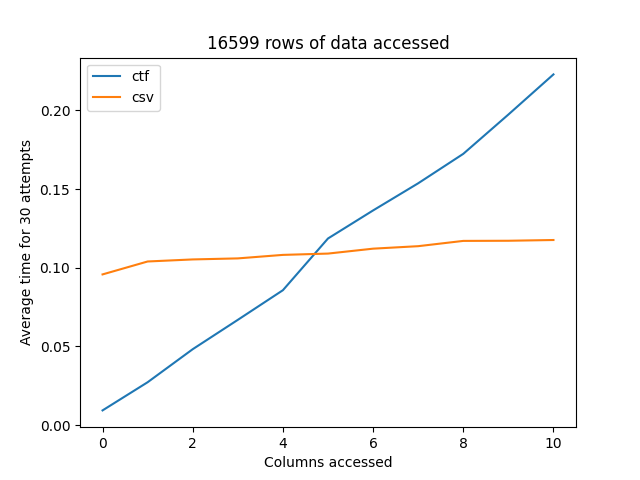 16599 rows of data accessed
ctf
csv
Average time for 30 attempts
0.20
0.15
0.10
0.05
0.00
0 2 4 6 8 10
Columns accessed